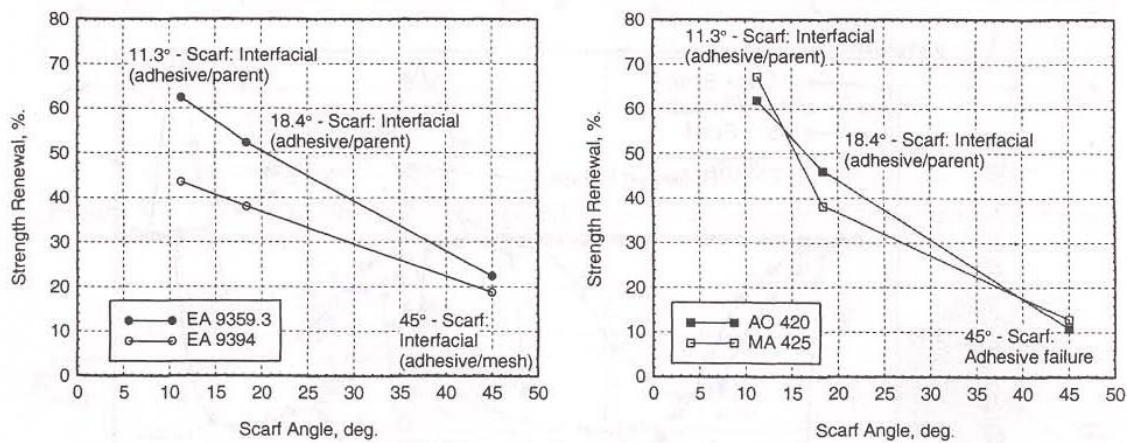 80
70
60
50
40
30
20
10
0
Strength Renewal, %.
11.3° - Scarf: Interfacial
(adhesive/parent)
18.4° - Scarf: Interfacial
(adhesive/parent)
45° - Scarf:
Interfacial
(adhesive/mesh)
EA 9359.3
EA 9394
0 5 10 15 20 25 30 35 40 45 50
Scarf Angle, deg.
80
70
60
50
40
30
20
10
0
Strength Renewal, %.
11.3° - Scarf: Interfacial
(adhesive/parent)
18.4° - Scarf: Interfacial
(adhesive/parent)
45° - Scarf:
Adhesive failure
AO 420
MA 425
0 5 10 15 20 25 30 35 40 45 50
Scarf Angle, deg.